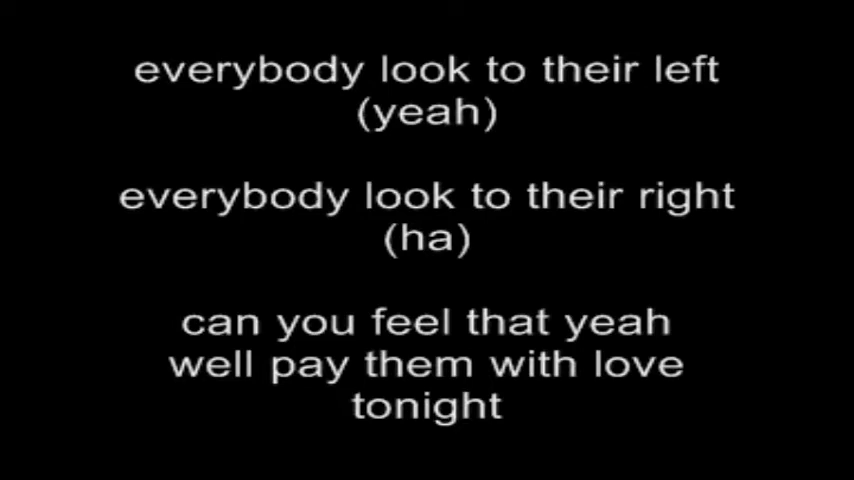 everybody look to their left
(yeah)
everybody look to their right
(ha)
can you feel that yeah
well pay them with love
tonight